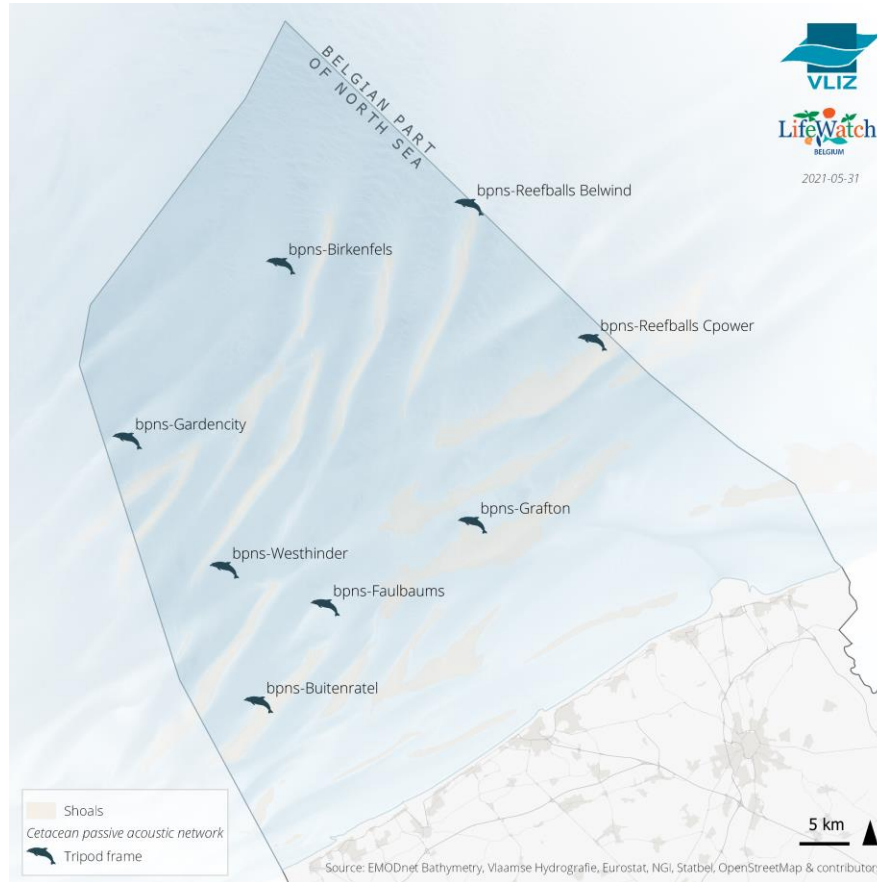 BELGIAN PART
OF NORTH SEA
VLIZ
LifeWatch
BELGIUM
2021-05-31
bpns-Reefballs Belwind
bpns-Birkenfels
bpns-Reefballs Cpower
bpns-Gardencity
bpns-Grafton
bpns-Westhinder
bpns-Faulbaums
bpns-Buitenratel
Shoals
Cetacean passive acoustic network
Tripod frame
5 km
Source: EMODnet Bathymetry, Vlaamse Hydrografie, Eurostat, NGI, Statbel, OpenStreetMap & contributor